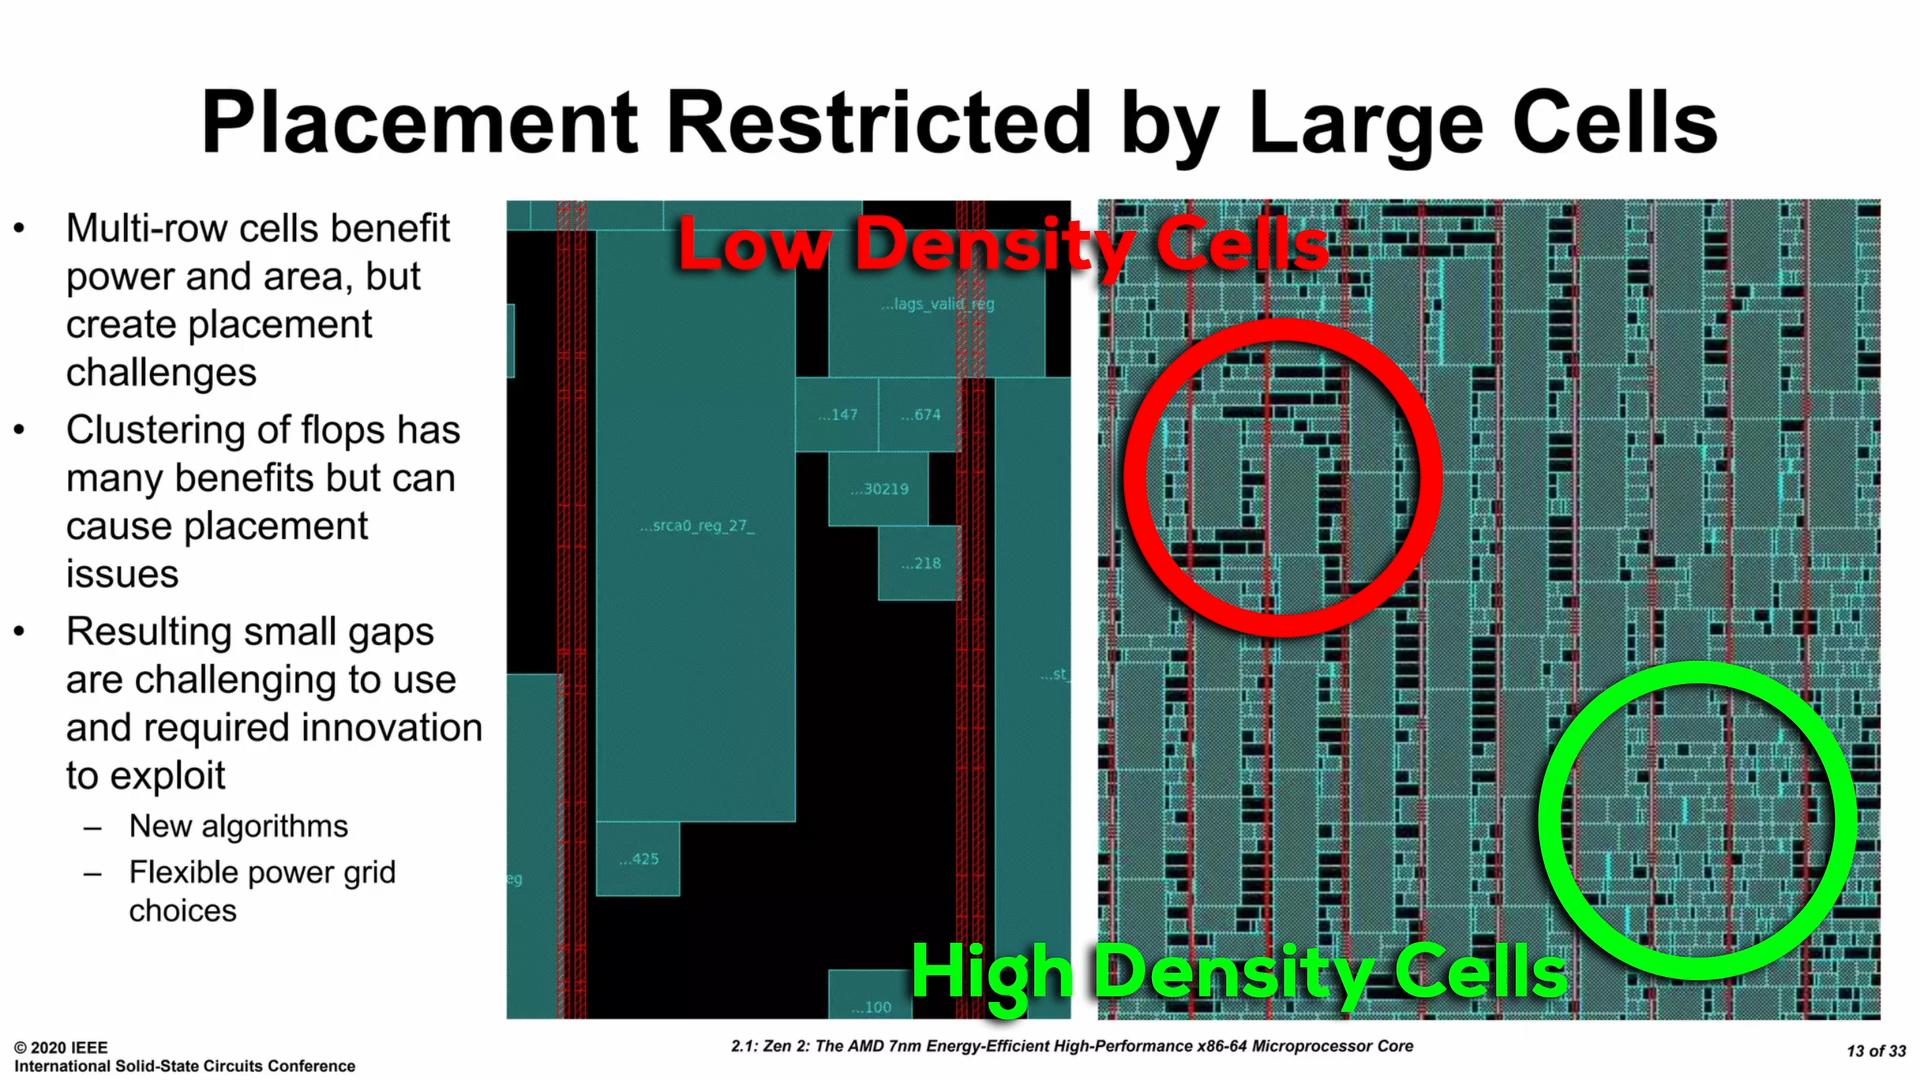 Placement Restricted by Large Cells
• Multi-row cells benefit
power and area, but
create placement
challenges
• Clustering of flops has
many benefits but can
cause placement
issues
• Resulting small gaps
are challenging to use
and required innovation
to exploit
– New algorithms
– Flexible power grid
choices
Low Density Cells
...lags_valid_reg
...147
...674
...30219
...srca0_reg_27_
...218
...st_
...425
eg
High Density Cells
...100
© 2020 IEEE
International Solid-State Circuits Conference
2.1: Zen 2: The AMD 7nm Energy-Efficient High-Performance x86-64 Microprocessor Core
13 of 33